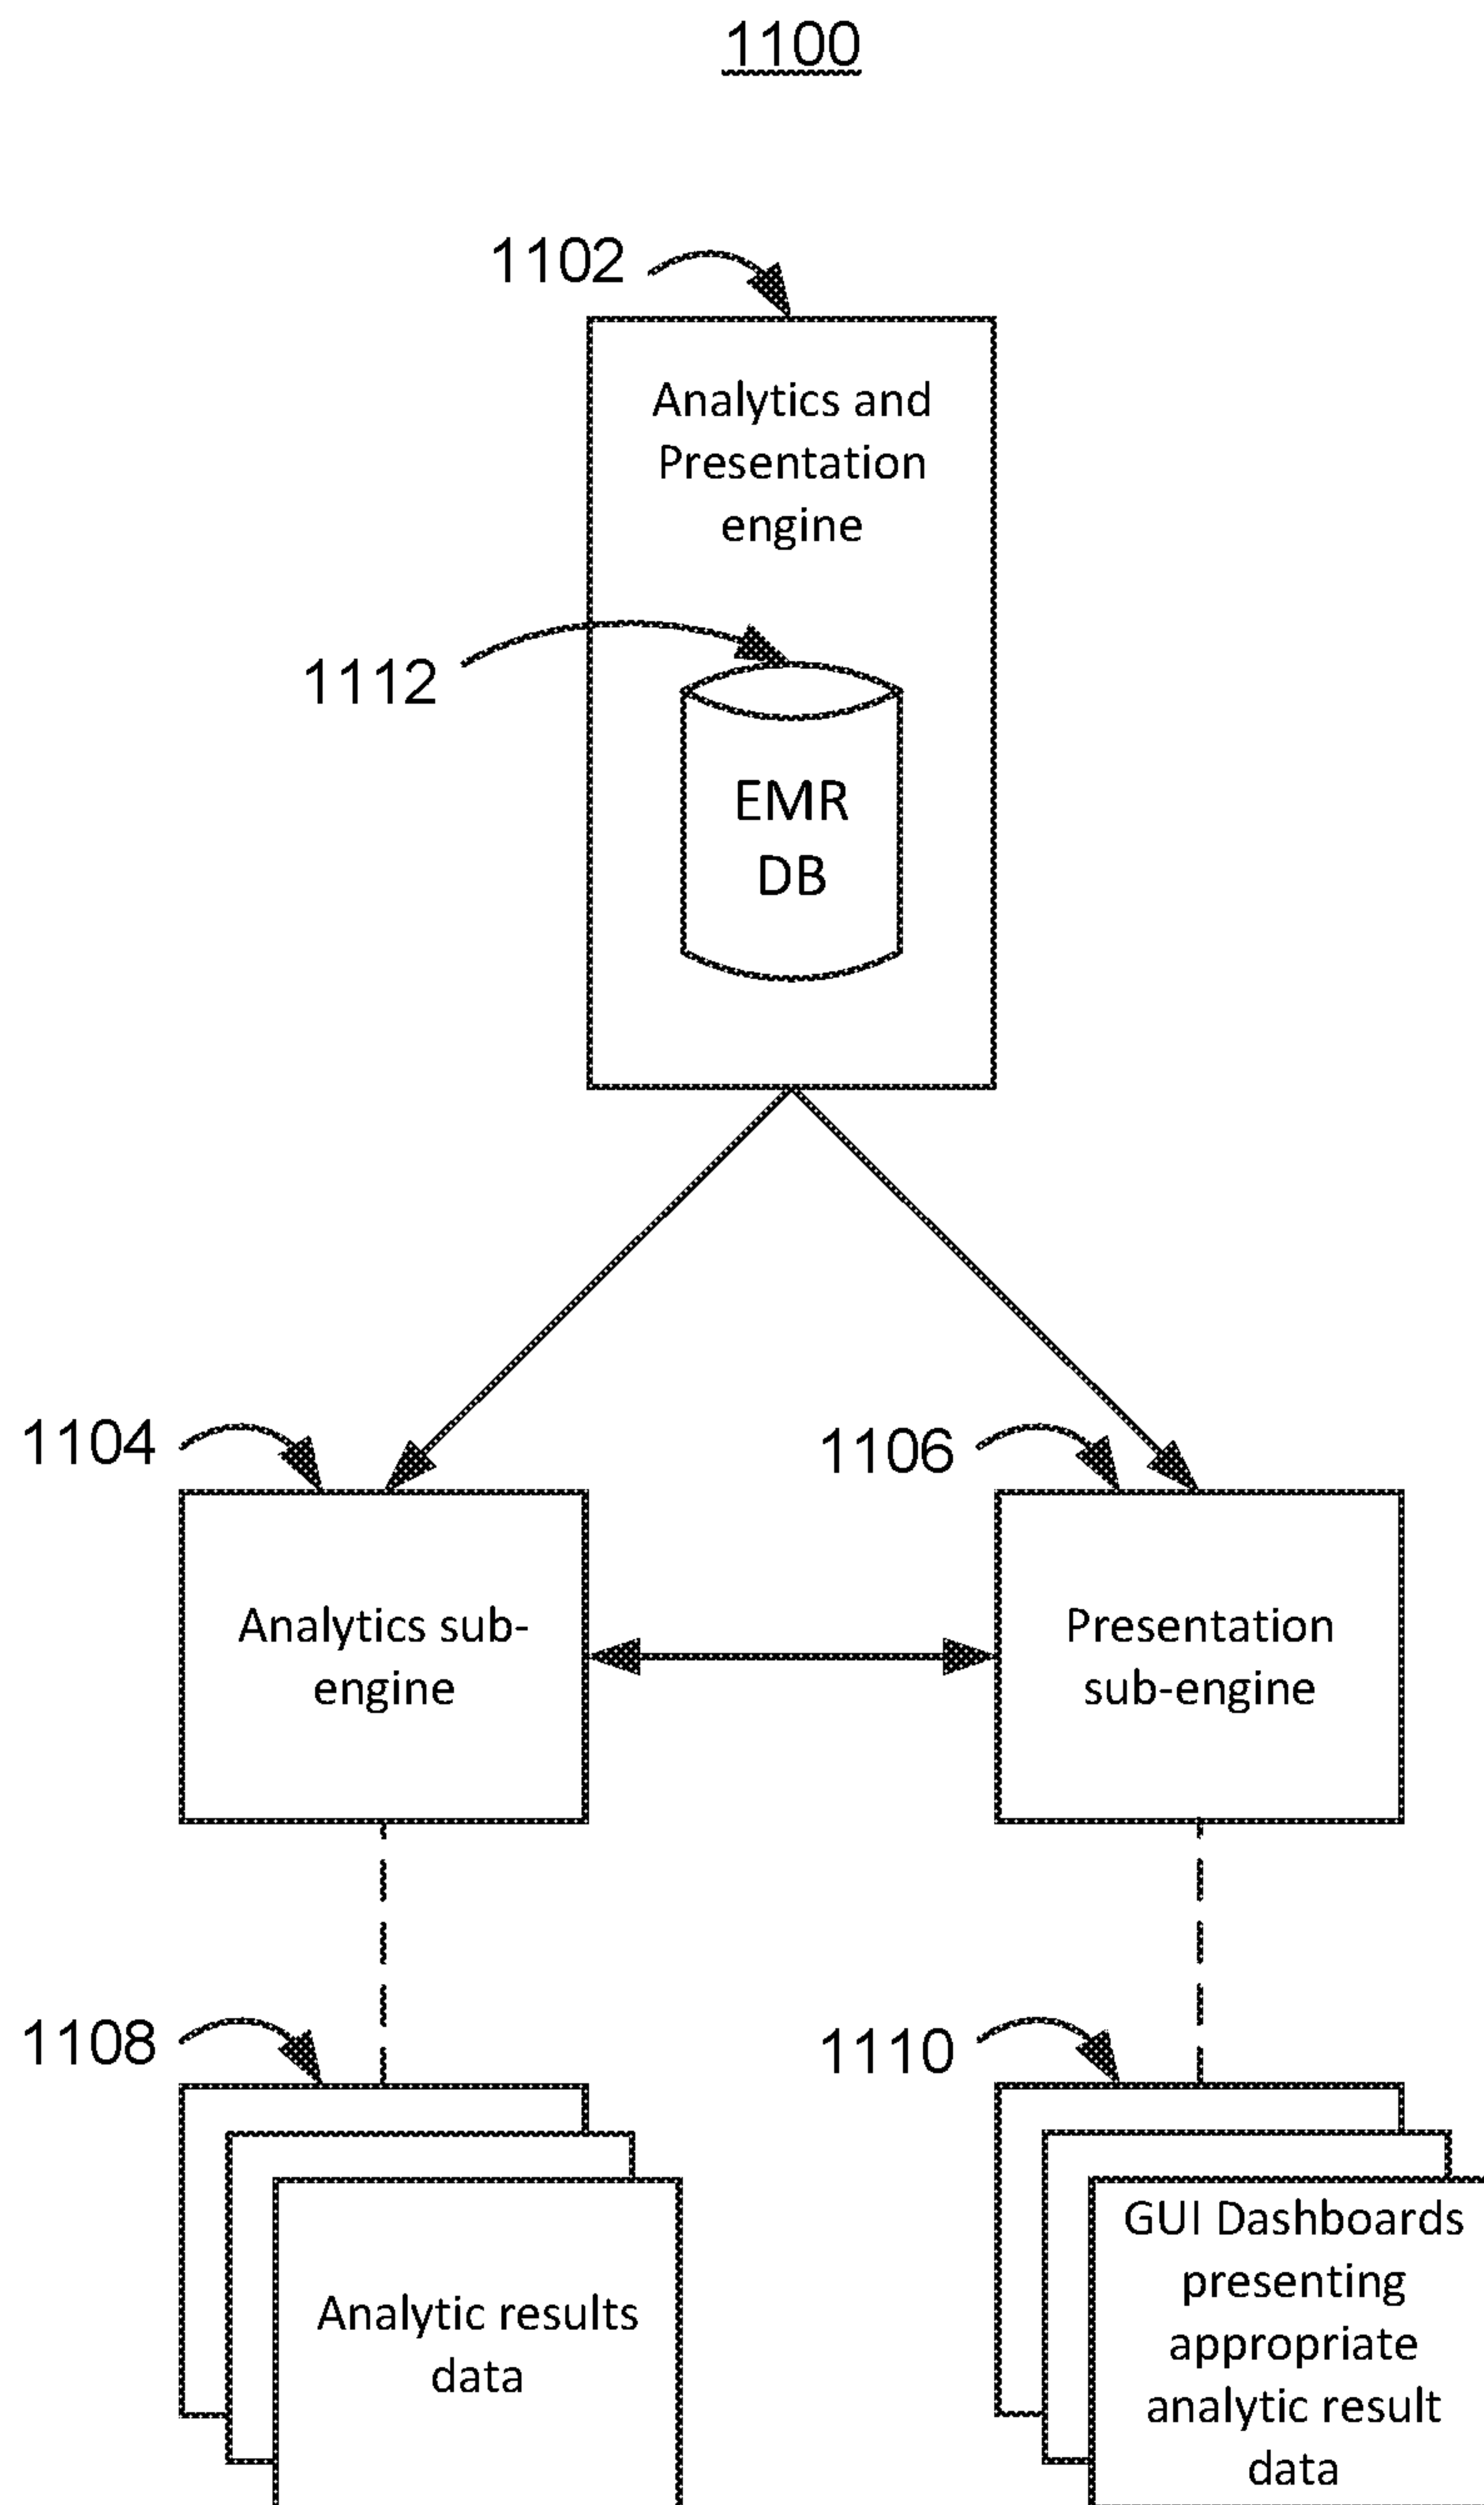 1100
1102
Analytics and
Presentation
engine
1112
EMR
DB
1104
1106
Analytics sub-
engine
Presentation
sub-engine
1108
1110
Analytic results
data
GUI Dashboards
presenting
appropriate
analytic result
data